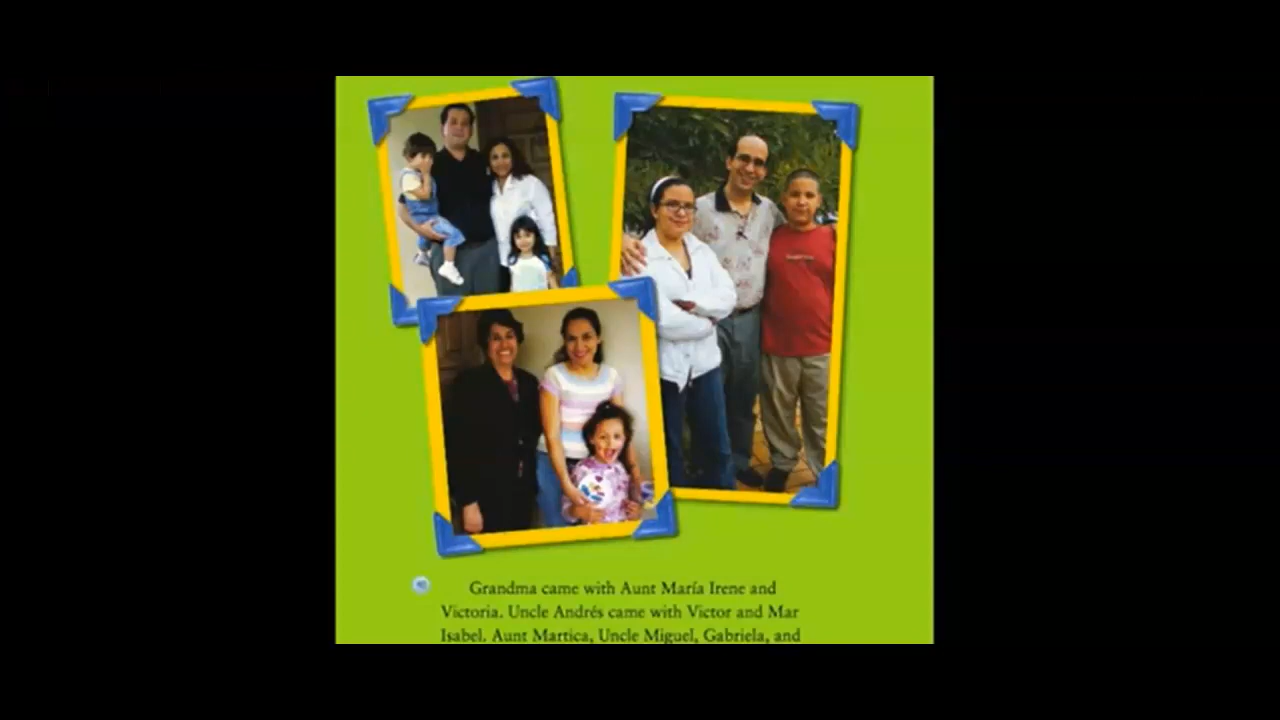 Grandma came with Aunt María Irene and
Victoria. Uncle Andrés came with Victor and Mar
Isabel. Aunt Martica, Uncle Miguel, Gabriela, and